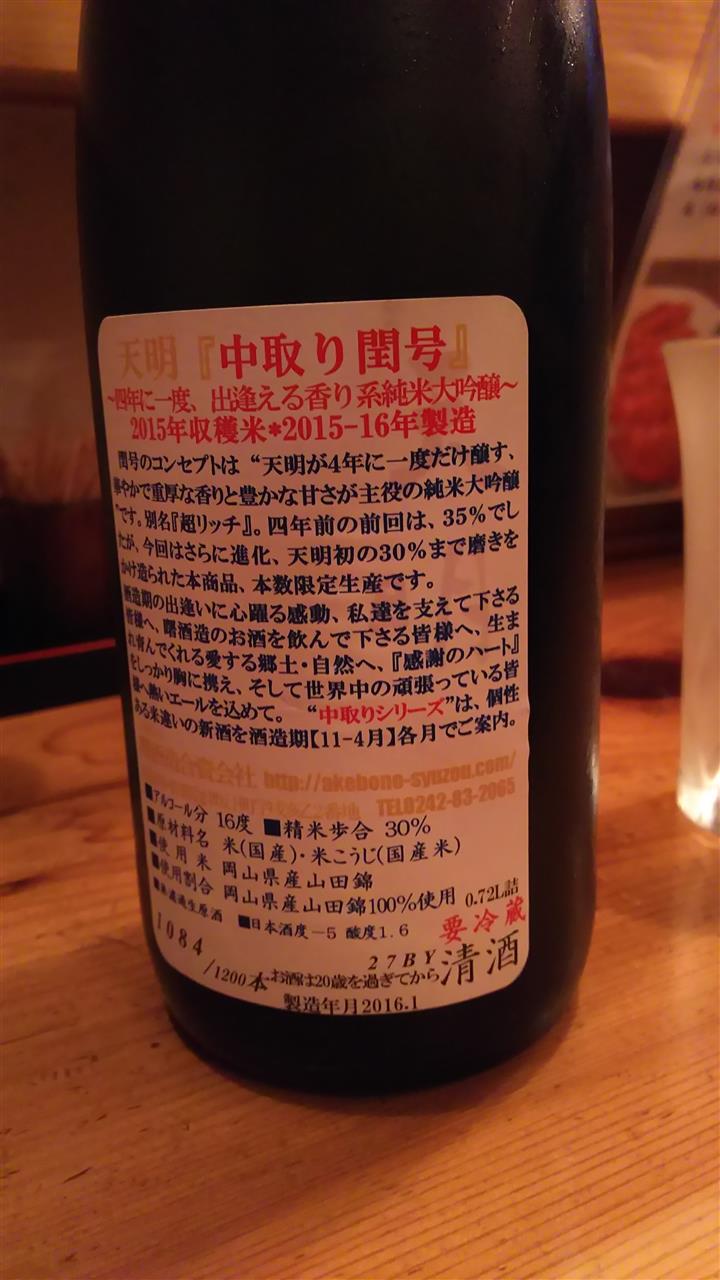 天明『中取り閏号』
~四年に一度、出逢える香り系純米大吟醸~
2015年収穫米*2015-16年製造
閏号のコンセプトは“天明が4年に一度だけ醸す、
華やかで重厚な香りと豊かな甘さが主役の純米大吟醸
”です。別名『超リッチ』。四年前の前回は、35%でし
たが、今回はさらに進化、天明初の30%まで磨きを
かけ造られた本商品、本数限定生産です。
酒造期の出逢いに心躍る感動、私達を支えて下さる
皆様へ、曙酒造のお酒を飲んで下さる皆様へ、生ま
れ育んでくれる愛する郷土・自然へ、『感謝のハート』
をしっかり胸に携え、そして世界中の頑張っている皆
様へ熱いエールを込めて。“中取りシリーズ”は、個性
ある米違いの新酒を酒造期【11-4月】各月でご案内。
合資会社 http://akebono-syuzou.com/
TEL0242-83-2065
■アルコール分 16度 ■精米歩合 30%
■原材料名 米(国産)・米こうじ(国産米)
■使用米 岡山県産山田錦
■使用割合 岡山県産山田錦100%使用 0.72L詰
■無濾過生原酒 ■日本酒度-5 酸度1.6 要冷蔵
1084/1200本 27BY 清酒
お酒は20歳を過ぎてから
製造年月2016.1